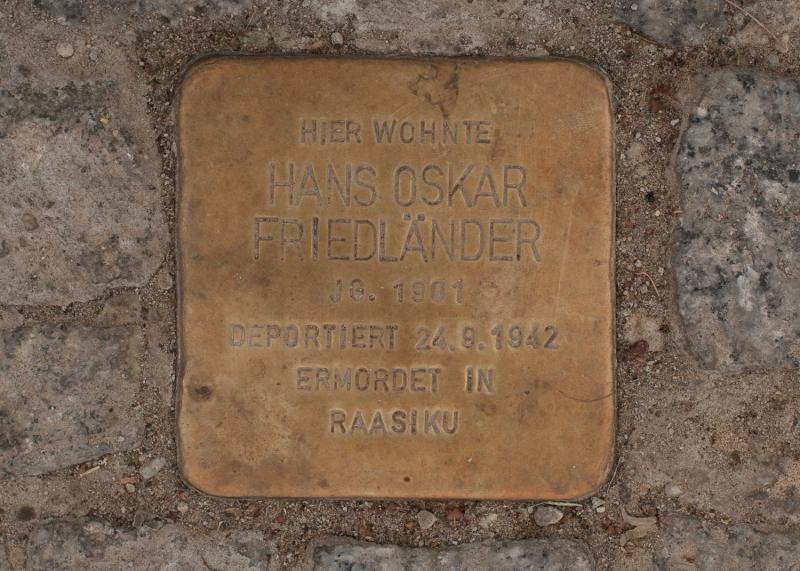 HIER WOHNTE
HANS OSKAR
FRIEDLÄNDER
JG. 1901
DEPORTIERT 24.9.1942
ERMORDET IN
RAASIKU